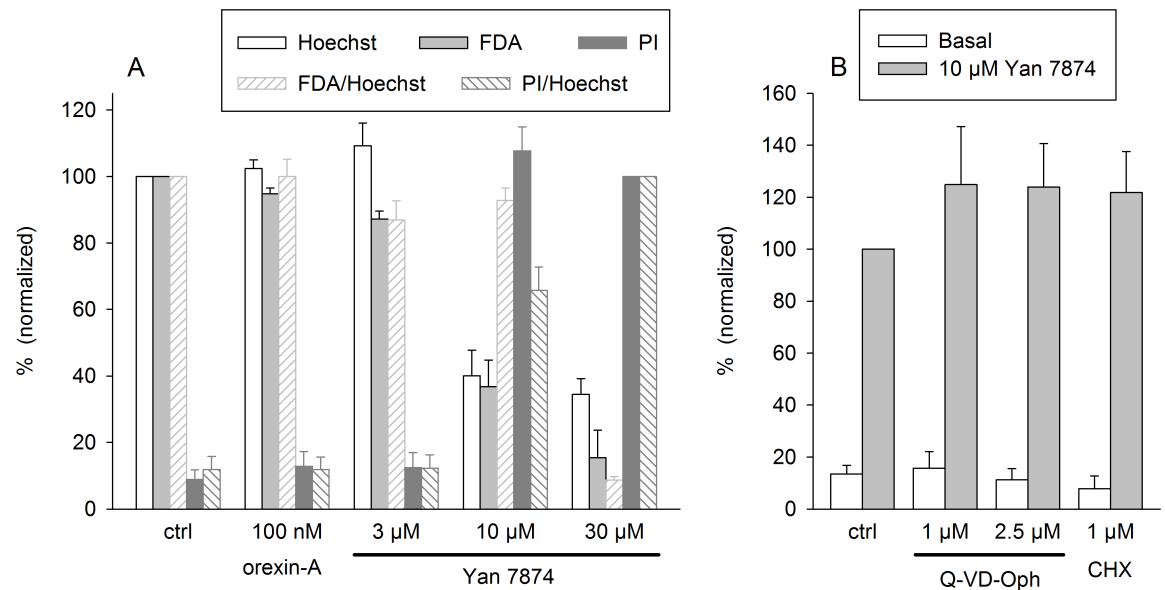 A
Hoechst FDA PI
FDA/Hoechst PI/Hoechst
% (normalized)
120
100
80
60
40
20
0
ctrl 100 nM 3 µM 10 µM 30 µM
orexin-A Yan 7874
B
Basal
10 µM Yan 7874
% (normalized)
160
140
120
100
80
60
40
20
0
ctrl 1 µM 2.5 µM 1 µM
Q-VD-Oph CHX